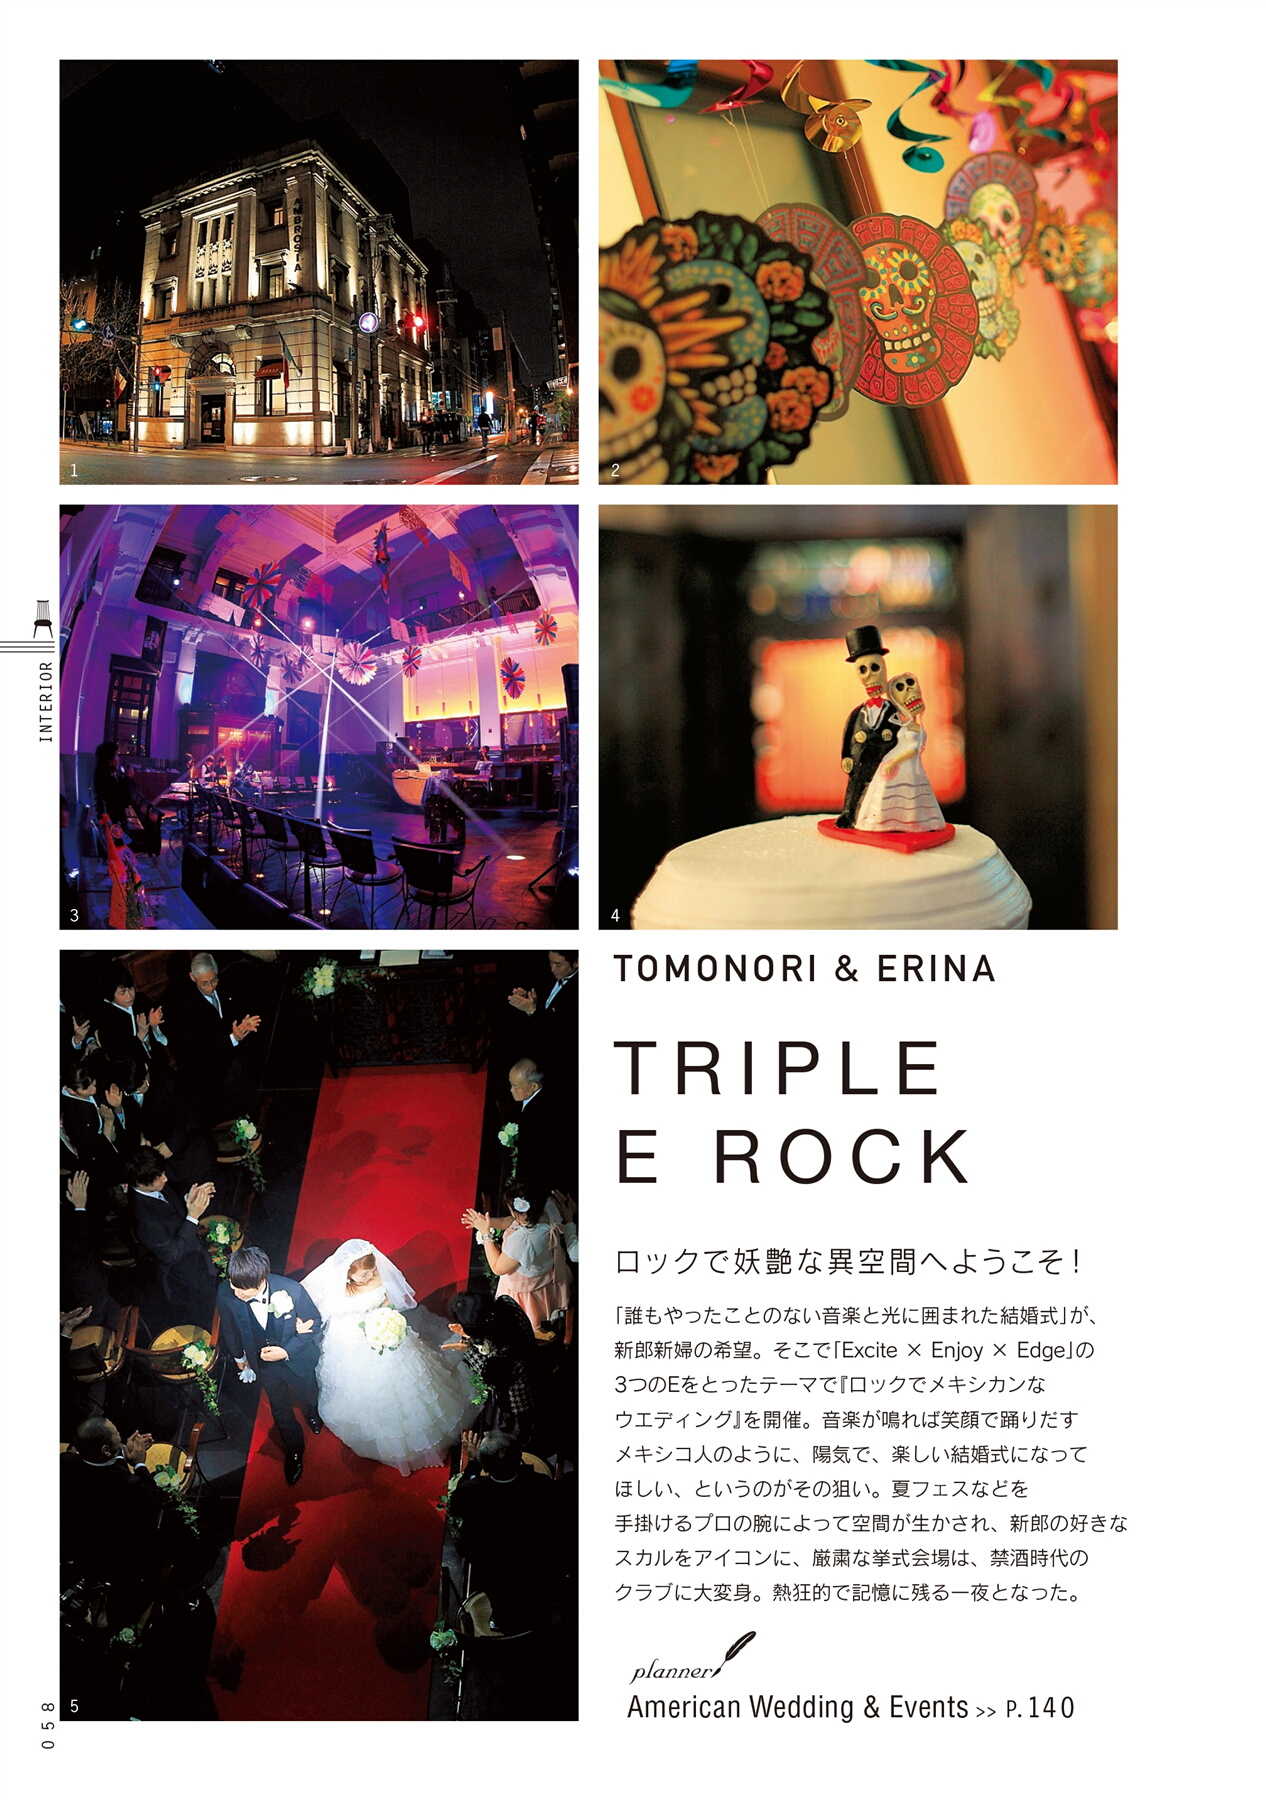 AMBROSIA
1
2
INTERIOR
3
4
TOMONORI & ERINA
TRIPLE
E ROCK
ロックで妖艶な異空間へようこそ！
「誰もやったことのない音楽と光に囲まれた結婚式」が、
新郎新婦の希望。そこで「Excite × Enjoy × Edge」の
3つのEをとったテーマで『ロックでメキシカンな
ウエディング』を開催。音楽が鳴れば笑顔で踊りだす
メキシコ人のように、陽気で、楽しい結婚式になって
ほしい、というのがその狙い。夏フェスなどを
手掛けるプロの腕によって空間が生かされ、新郎の好きな
スカルをアイコンに、厳粛な挙式会場は、禁酒時代の
クラブに大変身。熱狂的で記憶に残る一夜となった。
planner
American Wedding & Events >> P.140
5
058